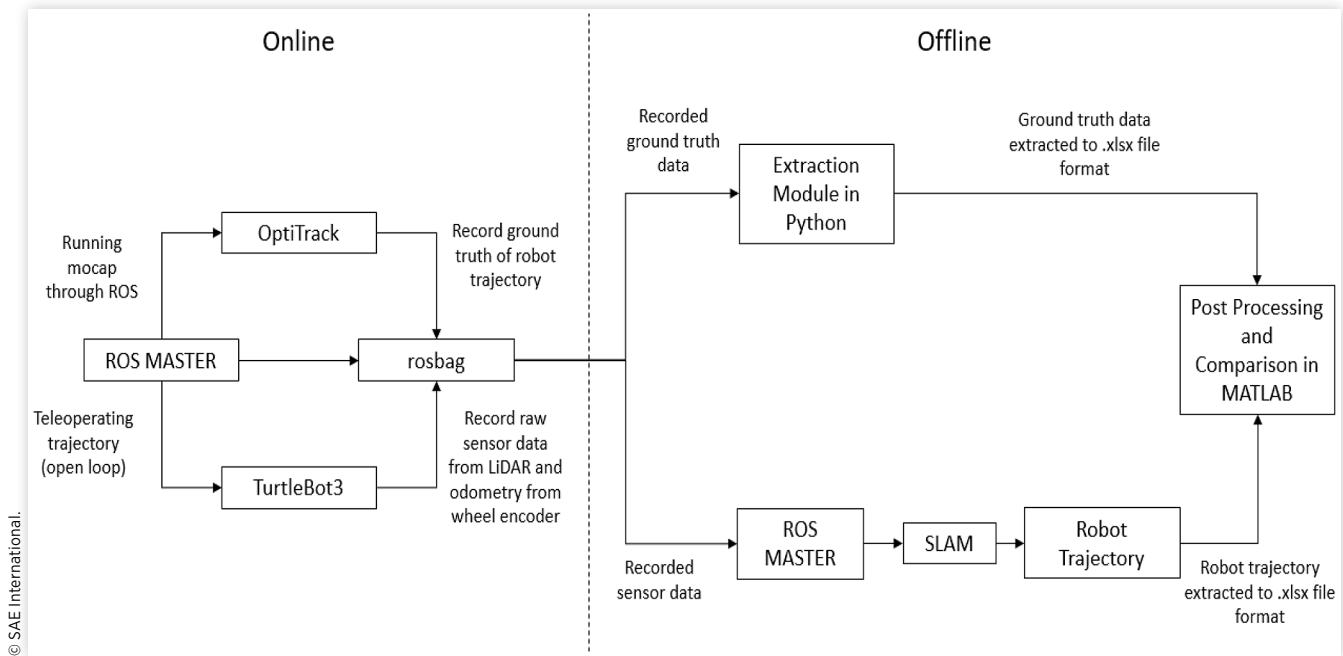 Online
Offline
Running
mocap
through ROS
OptiTrack
Record ground
truth of robot
trajectory
ROS MASTER
rosbag
Teleoperating
trajectory
(open loop)
TurtleBot3
Record raw
sensor data
from LiDAR and
odometry from
wheel encoder
Recorded
ground truth
data
Extraction
Module in
Python
Ground truth data
extracted to .xlsx file
format
Post Processing
and
Comparison in
MATLAB
Recorded
sensor data
ROS
MASTER
SLAM
Robot
Trajectory
Robot trajectory
extracted to .xlsx file
format
© SAE International.